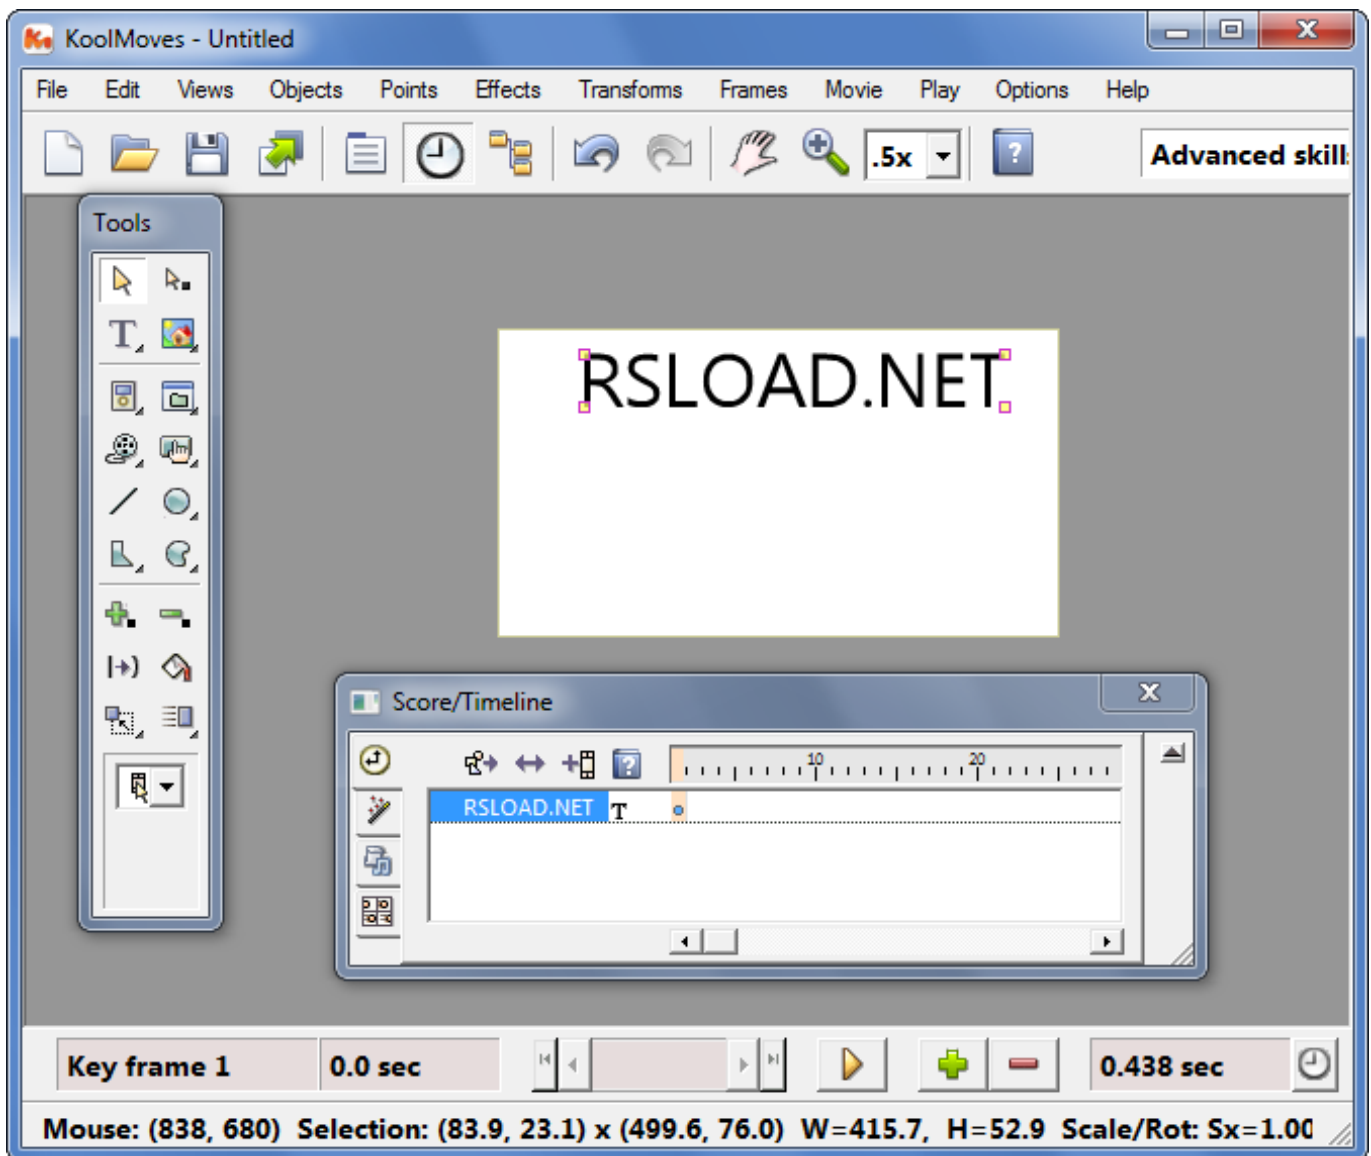 KoolMoves - Untitled
File Edit Views Objects Points Effects Transforms Frames Movie Play Options Help
.5x Advanced skill
Tools
RSLOAD.NET
Score/Timeline
10 20
RSLOAD.NET T
Key frame 1 0.0 sec 0.438 sec
Mouse: (838, 680) Selection: (83.9, 23.1) x (499.6, 76.0) W=415.7, H=52.9 Scale/Rot: Sx=1.00